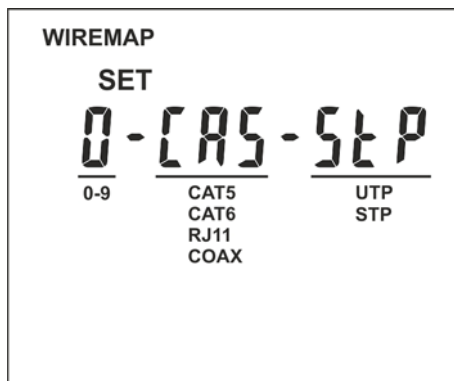 WIREMAP
SET
0-CA5-StP
0-9 CAT5 UTP
CAT6 STP
RJ11
COAX